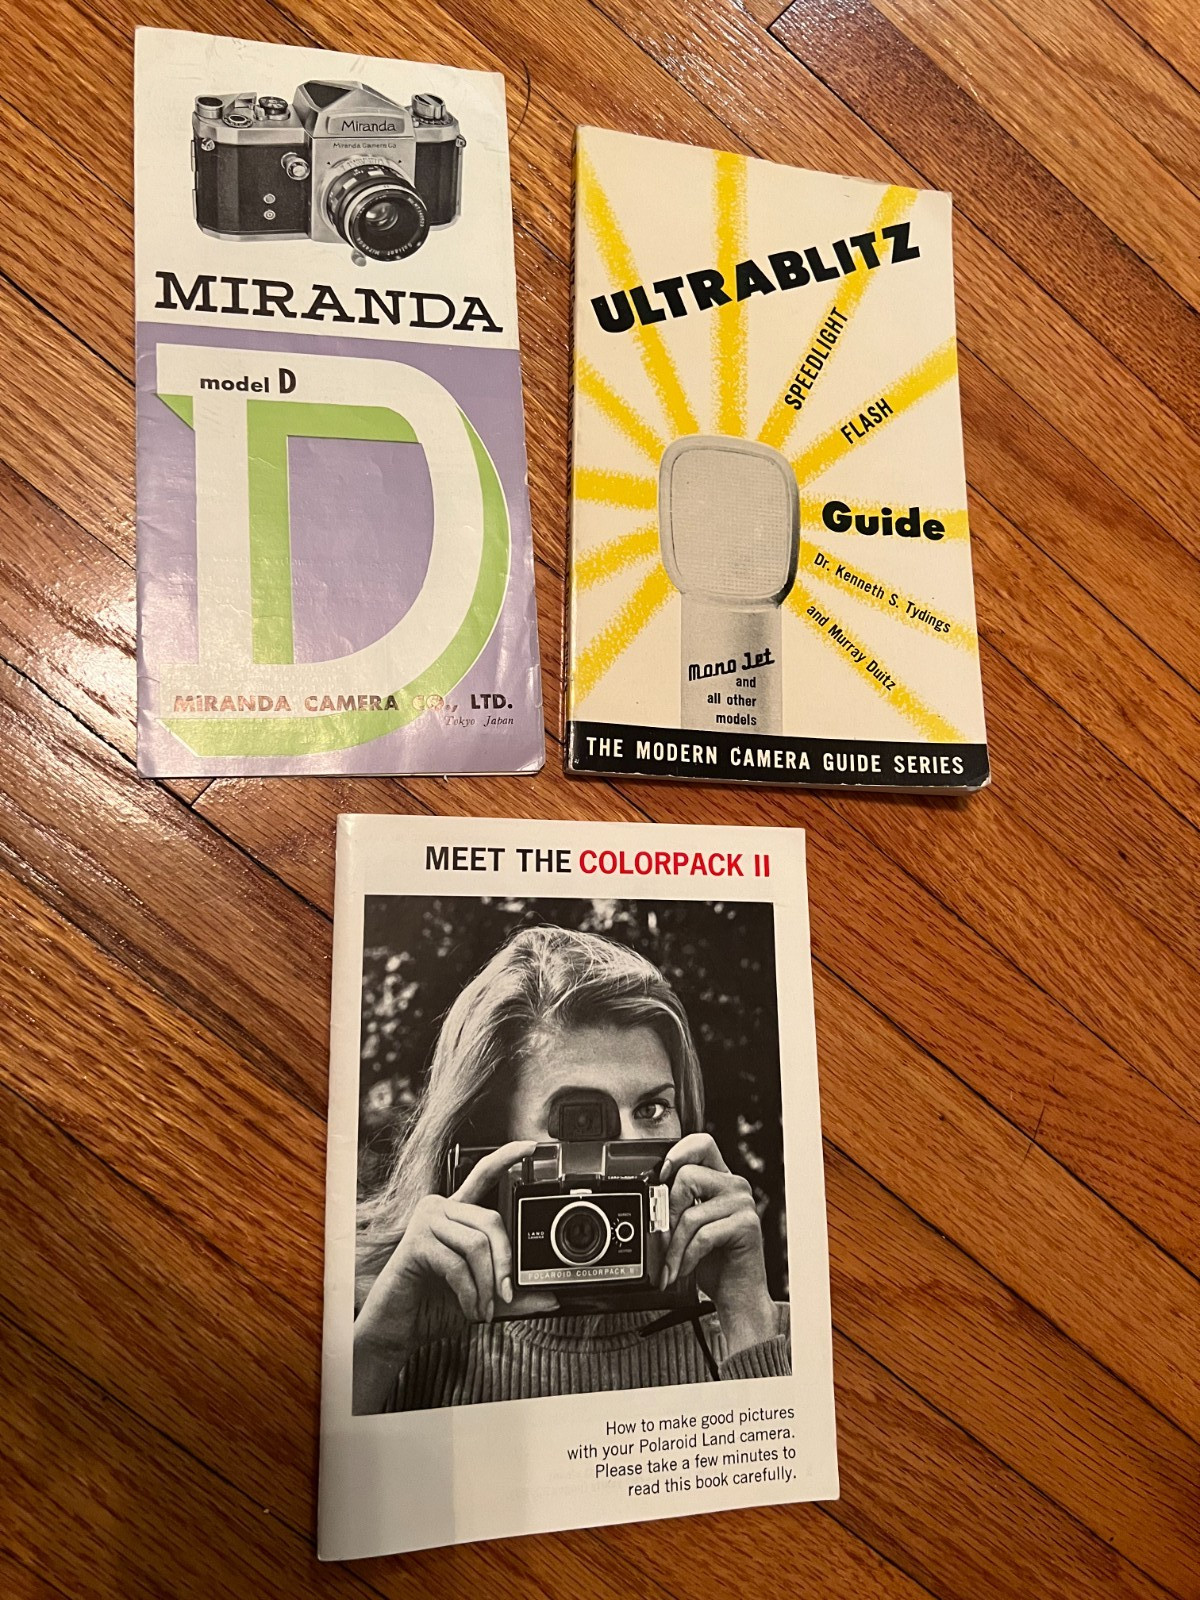 Miranda
Miranda Camera Co
MIRANDA
model D
MIRANDA CAMERA CO., LTD.
Tokyo Japan
ULTRABLITZ
SPEEDLIGHT
FLASH
Guide
Dr. Kenneth S. Tydings
and Murray Duitz
Mono Jet
and
all other
models
THE MODERN CAMERA GUIDE SERIES
MEET THE COLORPACK II
LAND
CAMERA
POLAROID COLORPACK II
How to make good pictures
with your Polaroid Land camera.
Please take a few minutes to
read this book carefully.